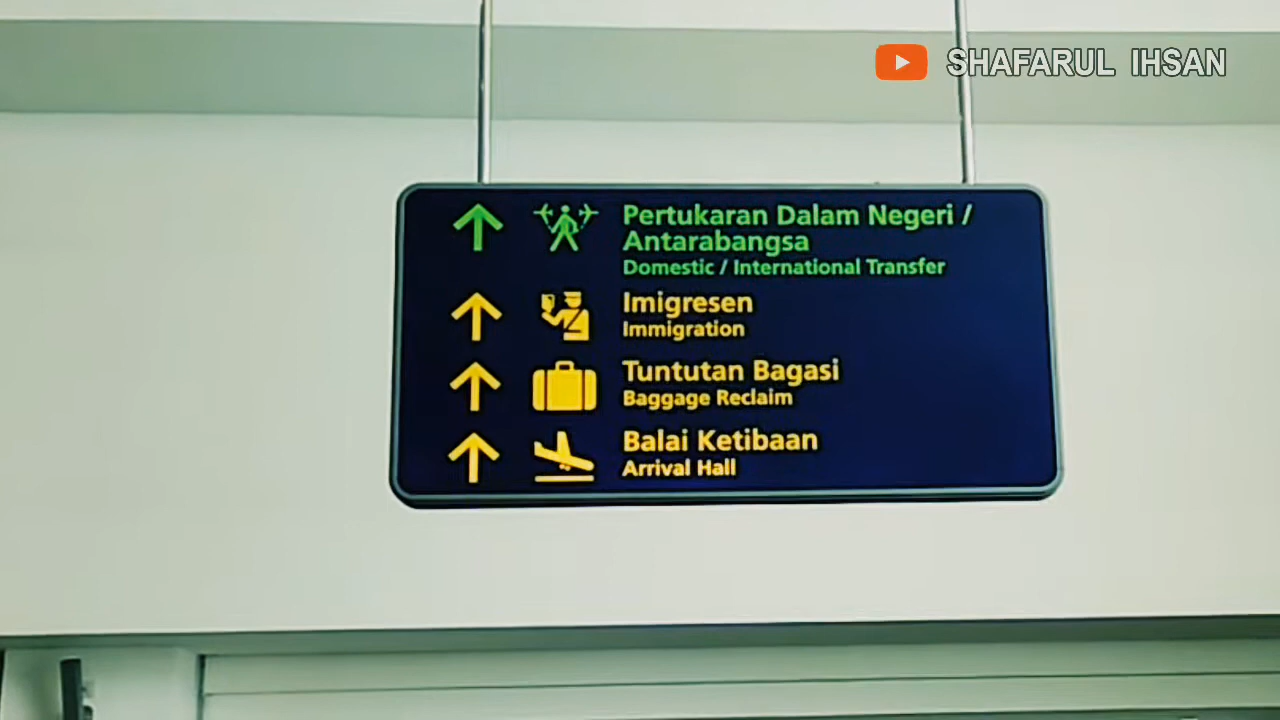 SHAFARUL IHSAN
Pertukaran Dalam Negeri /
Antarabangsa
Domestic / International Transfer
Imigresen
Immigration
Tuntutan Bagasi
Baggage Reclaim
Balai Ketibaan
Arrival Hall